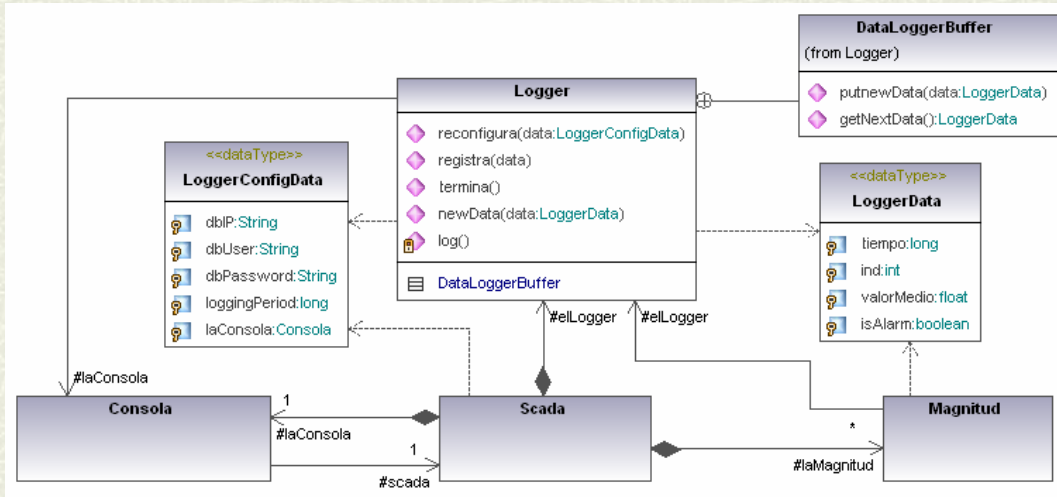 DataLoggerBuffer
(from Logger)
putnewData(data:LoggerData)
getNextData():LoggerData
Logger
reconfigura(data:LoggerConfigData)
registra(data)
termina()
newData(data:LoggerData)
log()
DataLoggerBuffer
<<dataType>>
LoggerConfigData
dbIP:String
dbUser:String
dbPassword:String
loggingPeriod:long
laConsola:Consola
<<dataType>>
LoggerData
tiempo:long
ind:int
valorMedio:float
isAlarm:boolean
#elLogger
#elLogger
#laConsola
Consola
1
#laConsola
1
#scada
Scada
*
#laMagnitud
Magnitud